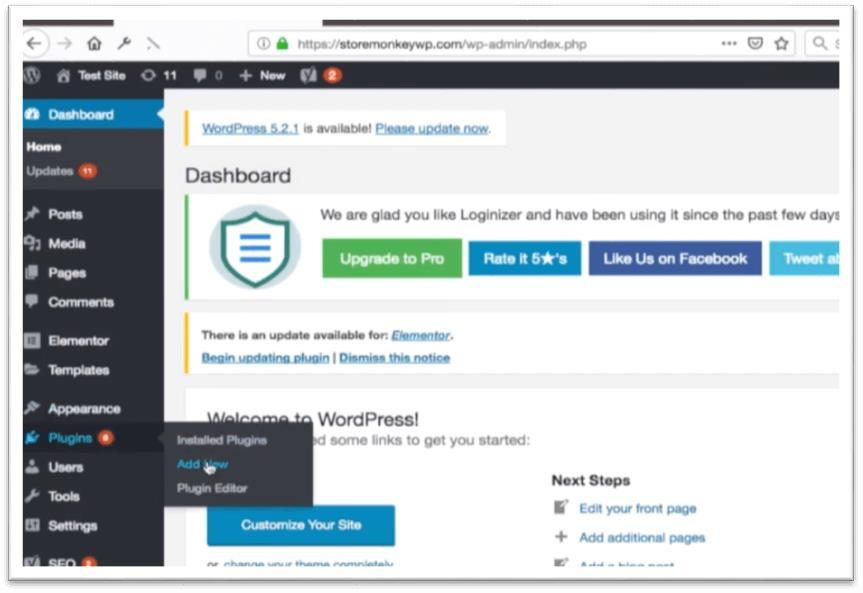 https://storemonkeywp.com/wp-admin/index.php
Test Site 11 0 + New 2
Dashboard
Home
Updates 11
Posts
Media
Pages
Comments
Elementor
Templates
Appearance
Plugins
Users
Tools
Settings
SEO
Installed Plugins
Add New
Plugin Editor
WordPress 5.2.1 is available! Please update now.
Dashboard
We are glad you like Loginizer and have been using it since the past few days
Upgrade to Pro
Rate it 5★'s
Like Us on Facebook
Tweet
There is an update available for: Elementor.
Begin updating plugin | Dismiss this notice
Welcome to WordPress!
some links to get you started:
Customize Your Site
or change your theme completely
Next Steps
Edit your front page
Add additional pages
Add a blog post